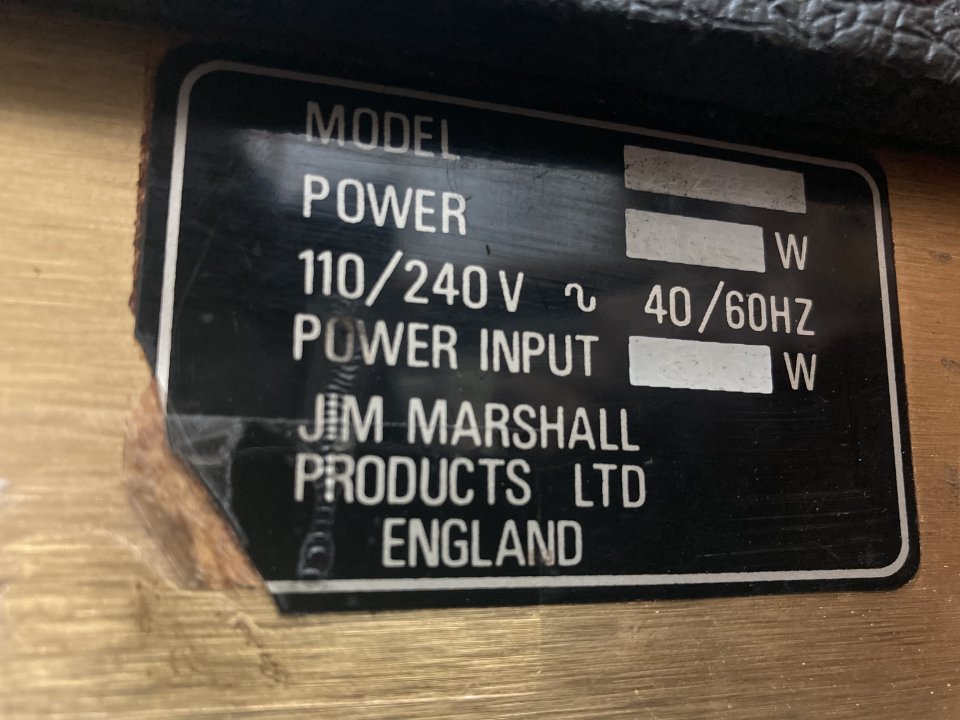 MODEL
POWER W
110/240V ∿ 40/60HZ
POWER INPUT W
JIM MARSHALL
PRODUCTS LTD
ENGLAND